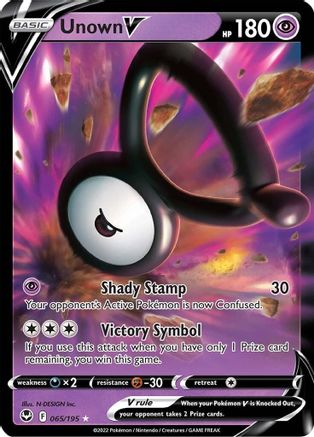 BASIC Unown V HP 180
Shady Stamp 30
Your opponent's Active Pokémon is now Confused.
Victory Symbol
If you use this attack when you have only 1 Prize card
remaining, you win this game.
weakness ×2 resistance -30 retreat
Illus. N-DESIGN Inc.
V rule When your Pokémon V is Knocked Out,
your opponent takes 2 Prize cards.
F 065/195
©2022 Pokémon / Nintendo / Creatures / GAME FREAK